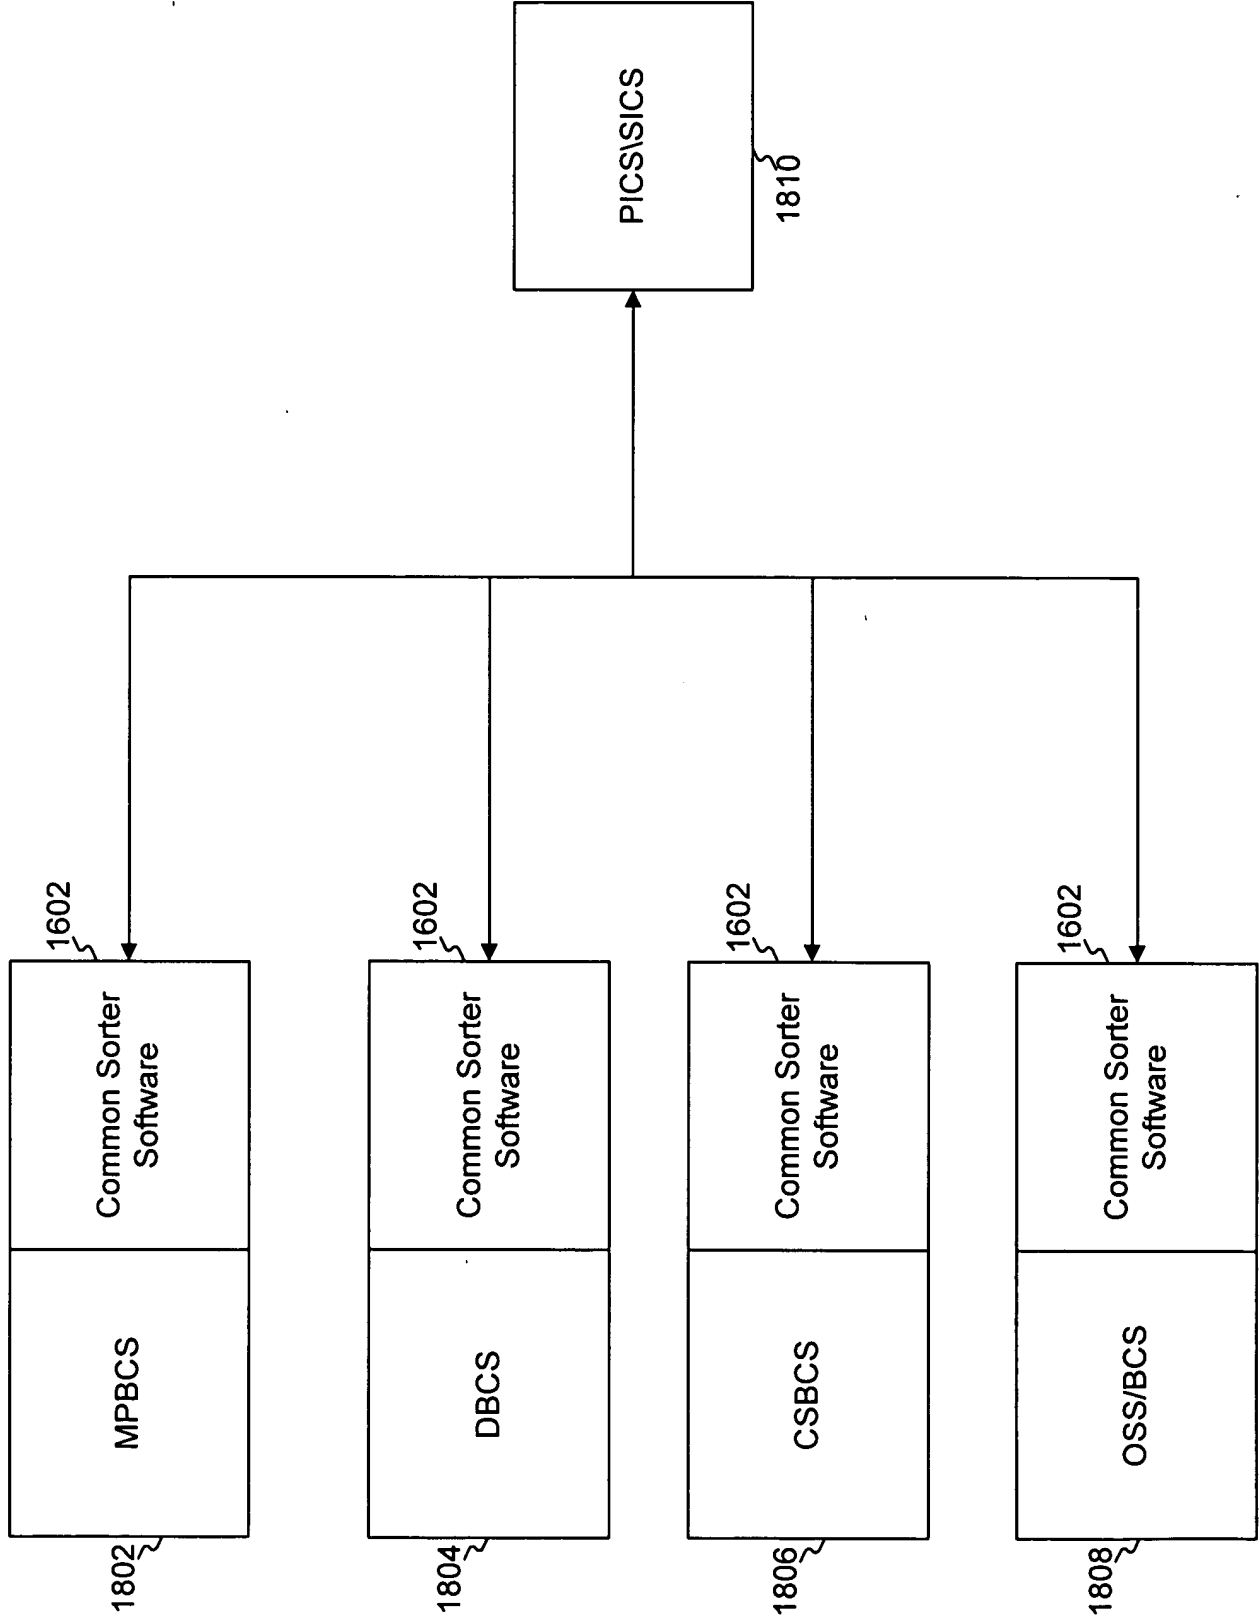 1802
MPBCS
Common Sorter
Software
1602
1804
DBCS
Common Sorter
Software
1602
1806
CSBCS
Common Sorter
Software
1602
1808
OSS/BCS
Common Sorter
Software
1602
PICS\SICS
1810